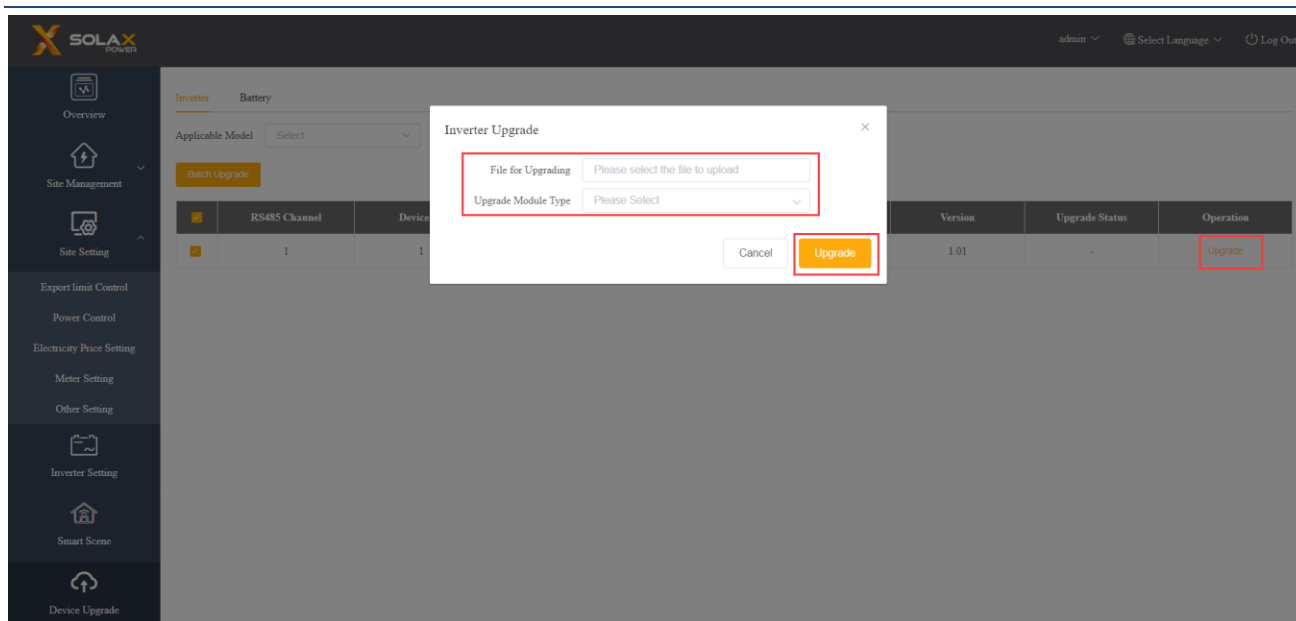 SOLAX
POWER
admin
Select Language
Log Out
Overview
Site Management
Site Setting
Export limit Control
Power Control
Electricity Price Setting
Meter Setting
Other Setting
Inverter Setting
Smart Scene
Device Upgrade
Inverter Battery
Applicable Model Select
Batch Upgrade
RS485 Channel Device Version Upgrade Status Operation
1 1 1.01 - Upgrade
Inverter Upgrade
File for Upgrading Please select the file to upload
Upgrade Module Type Please Select
Cancel Upgrade